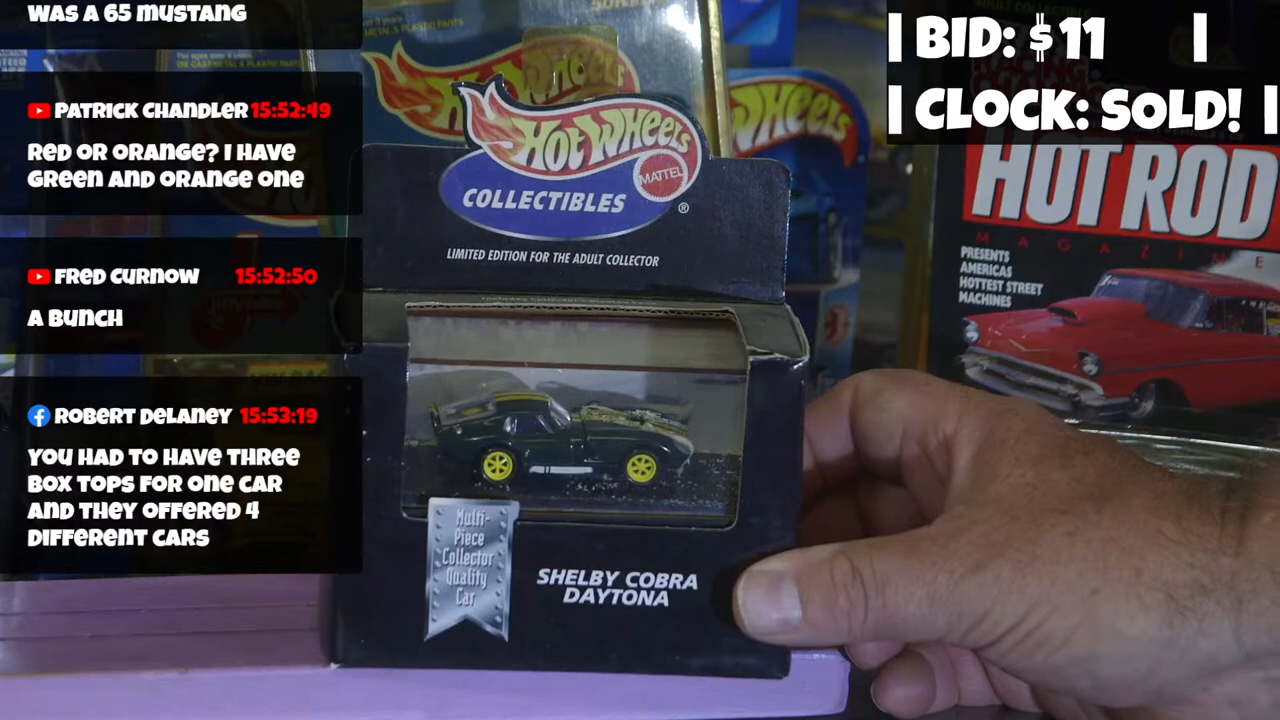 WAS A 65 MUSTANG
PATRICK CHANDLER 15:52:49
RED OR ORANGE? I HAVE
GREEN AND ORANGE ONE
FRED CURNOW 15:52:50
A BUNCH
ROBERT DELANEY 15:53:19
YOU HAD TO HAVE THREE
BOX TOPS FOR ONE CAR
AND THEY OFFERED 4
DIFFERENT CARS
| BID: $11 |
| CLOCK: SOLD! |
Hot Wheels
Hot Wheels
MATTEL
COLLECTIBLES
®
LIMITED EDITION FOR THE ADULT COLLECTOR
Multi-
Piece
Collector
Quality
Car
SHELBY COBRA
DAYTONA
WHEELS
HOT ROD
MAGAZINE
PRESENTS
AMERICAS
HOTTEST STREET
MACHINES